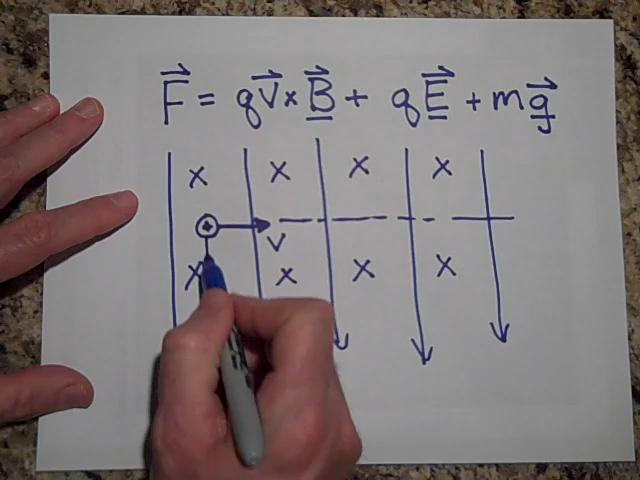 F⃗ = qV⃗ × B⃗ + qE⃗ + mg⃗
x x x x
V
x x x x